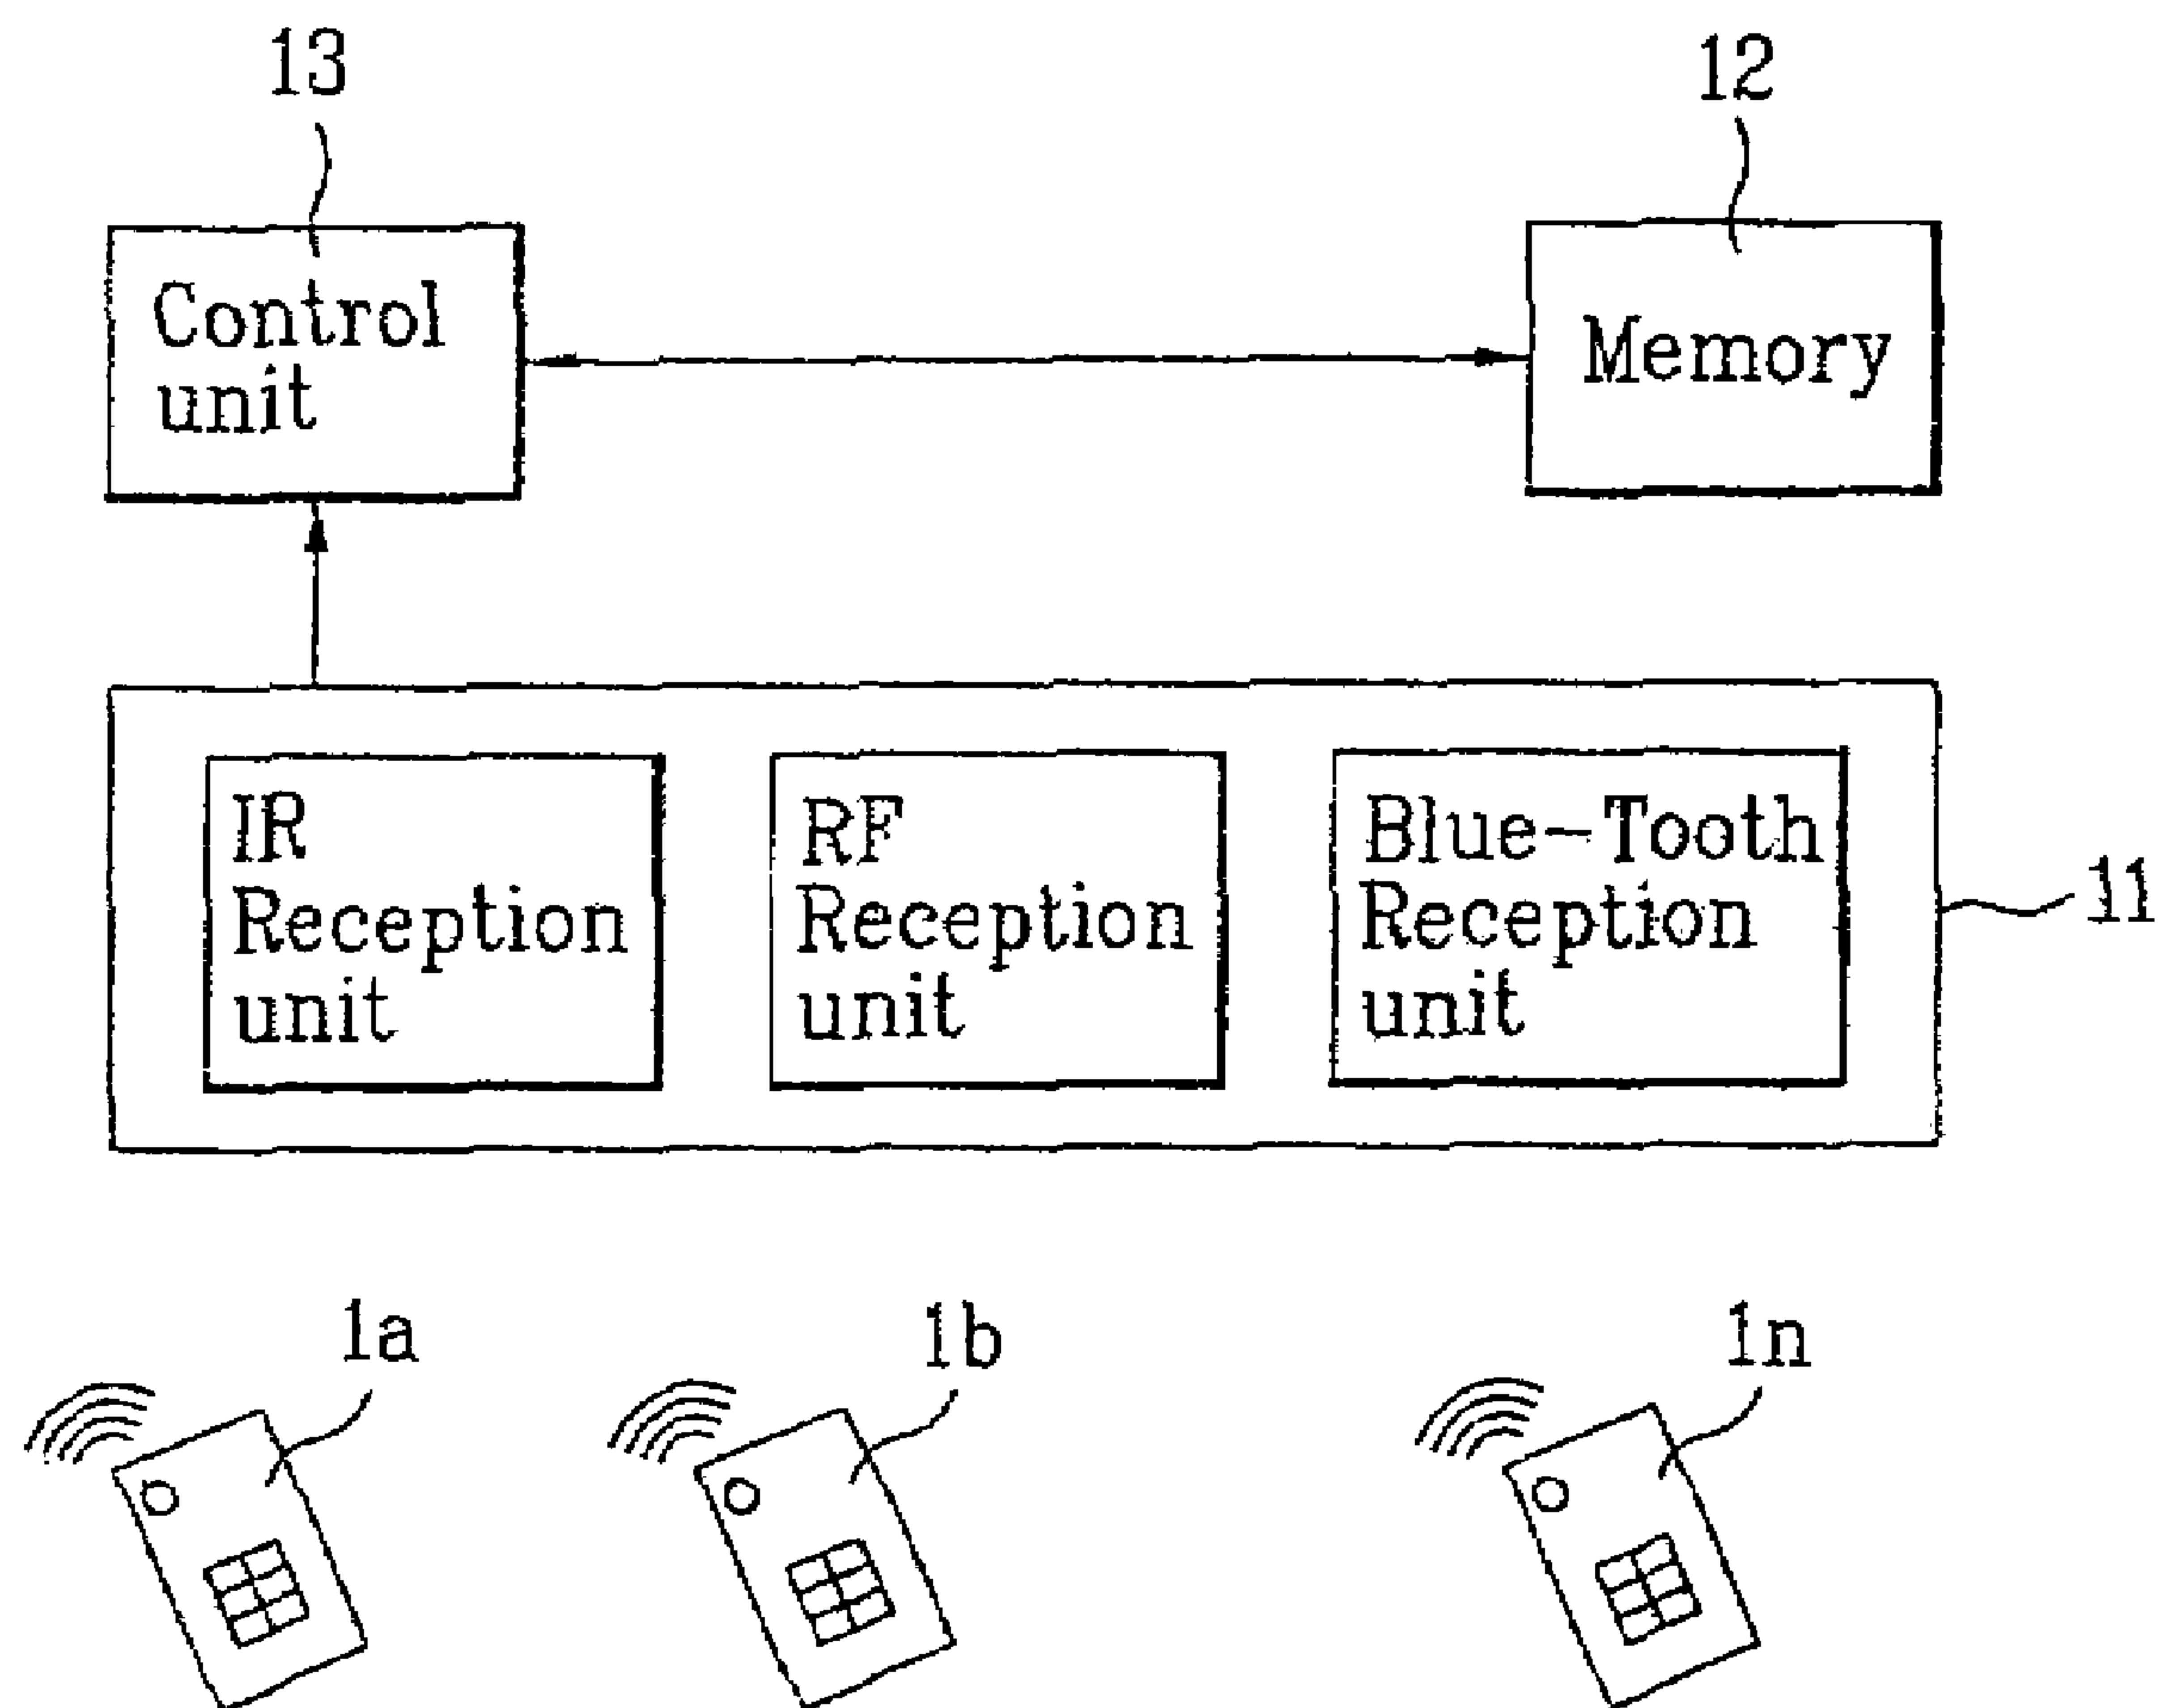 13
12
Control
unit
Memory
IR
Reception
unit
RF
Reception
unit
Blue-Tooth
Reception
unit
11
1a
1b
1n